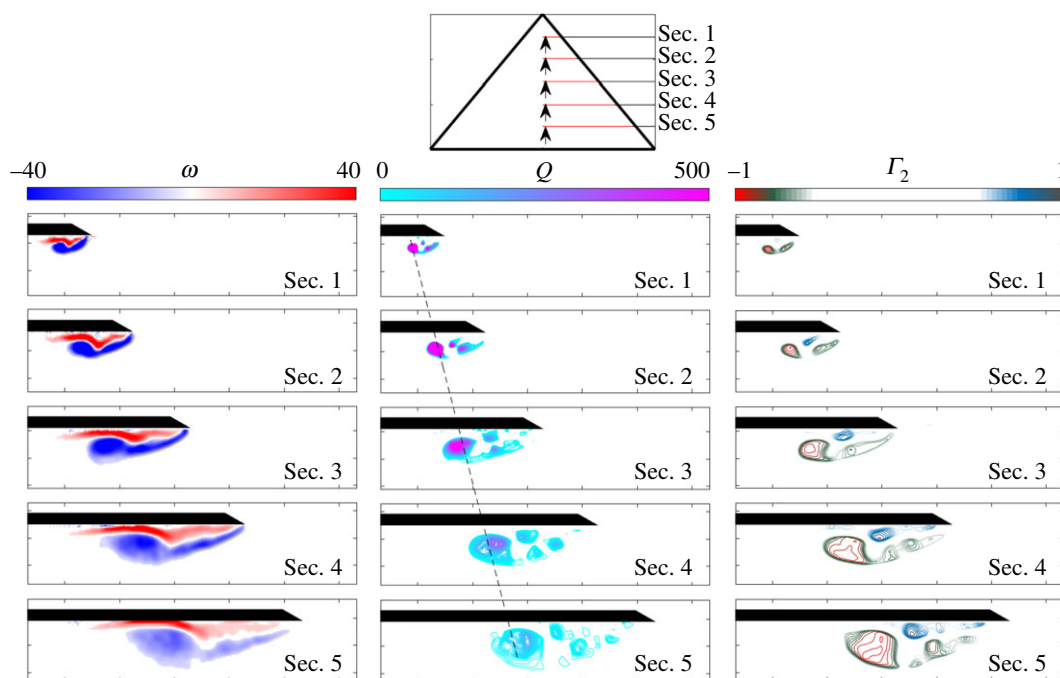 Sec. 1
Sec. 2
Sec. 3
Sec. 4
Sec. 5
–40 ω 40
0 Q 500
–1 Γ2 1
Sec. 1 Sec. 1 Sec. 1
Sec. 2 Sec. 2 Sec. 2
Sec. 3 Sec. 3 Sec. 3
Sec. 4 Sec. 4 Sec. 4
Sec. 5 Sec. 5 Sec. 5